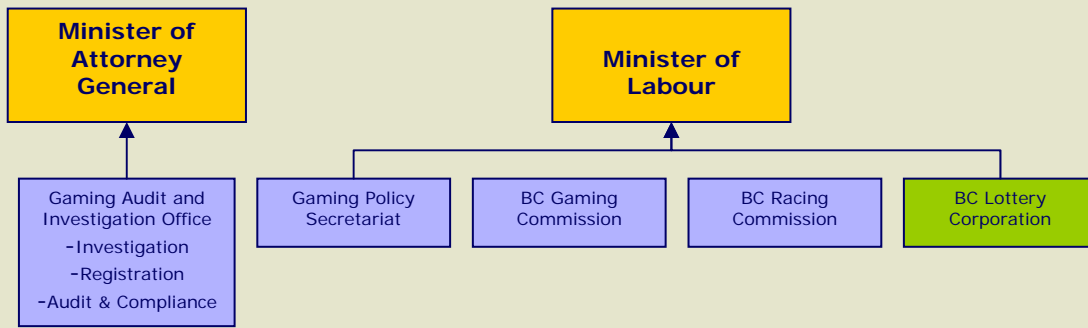 Minister of
Attorney
General
Minister of
Labour
Gaming Audit and
Investigation Office
-Investigation
-Registration
-Audit & Compliance
Gaming Policy
Secretariat
BC Gaming
Commission
BC Racing
Commission
BC Lottery
Corporation